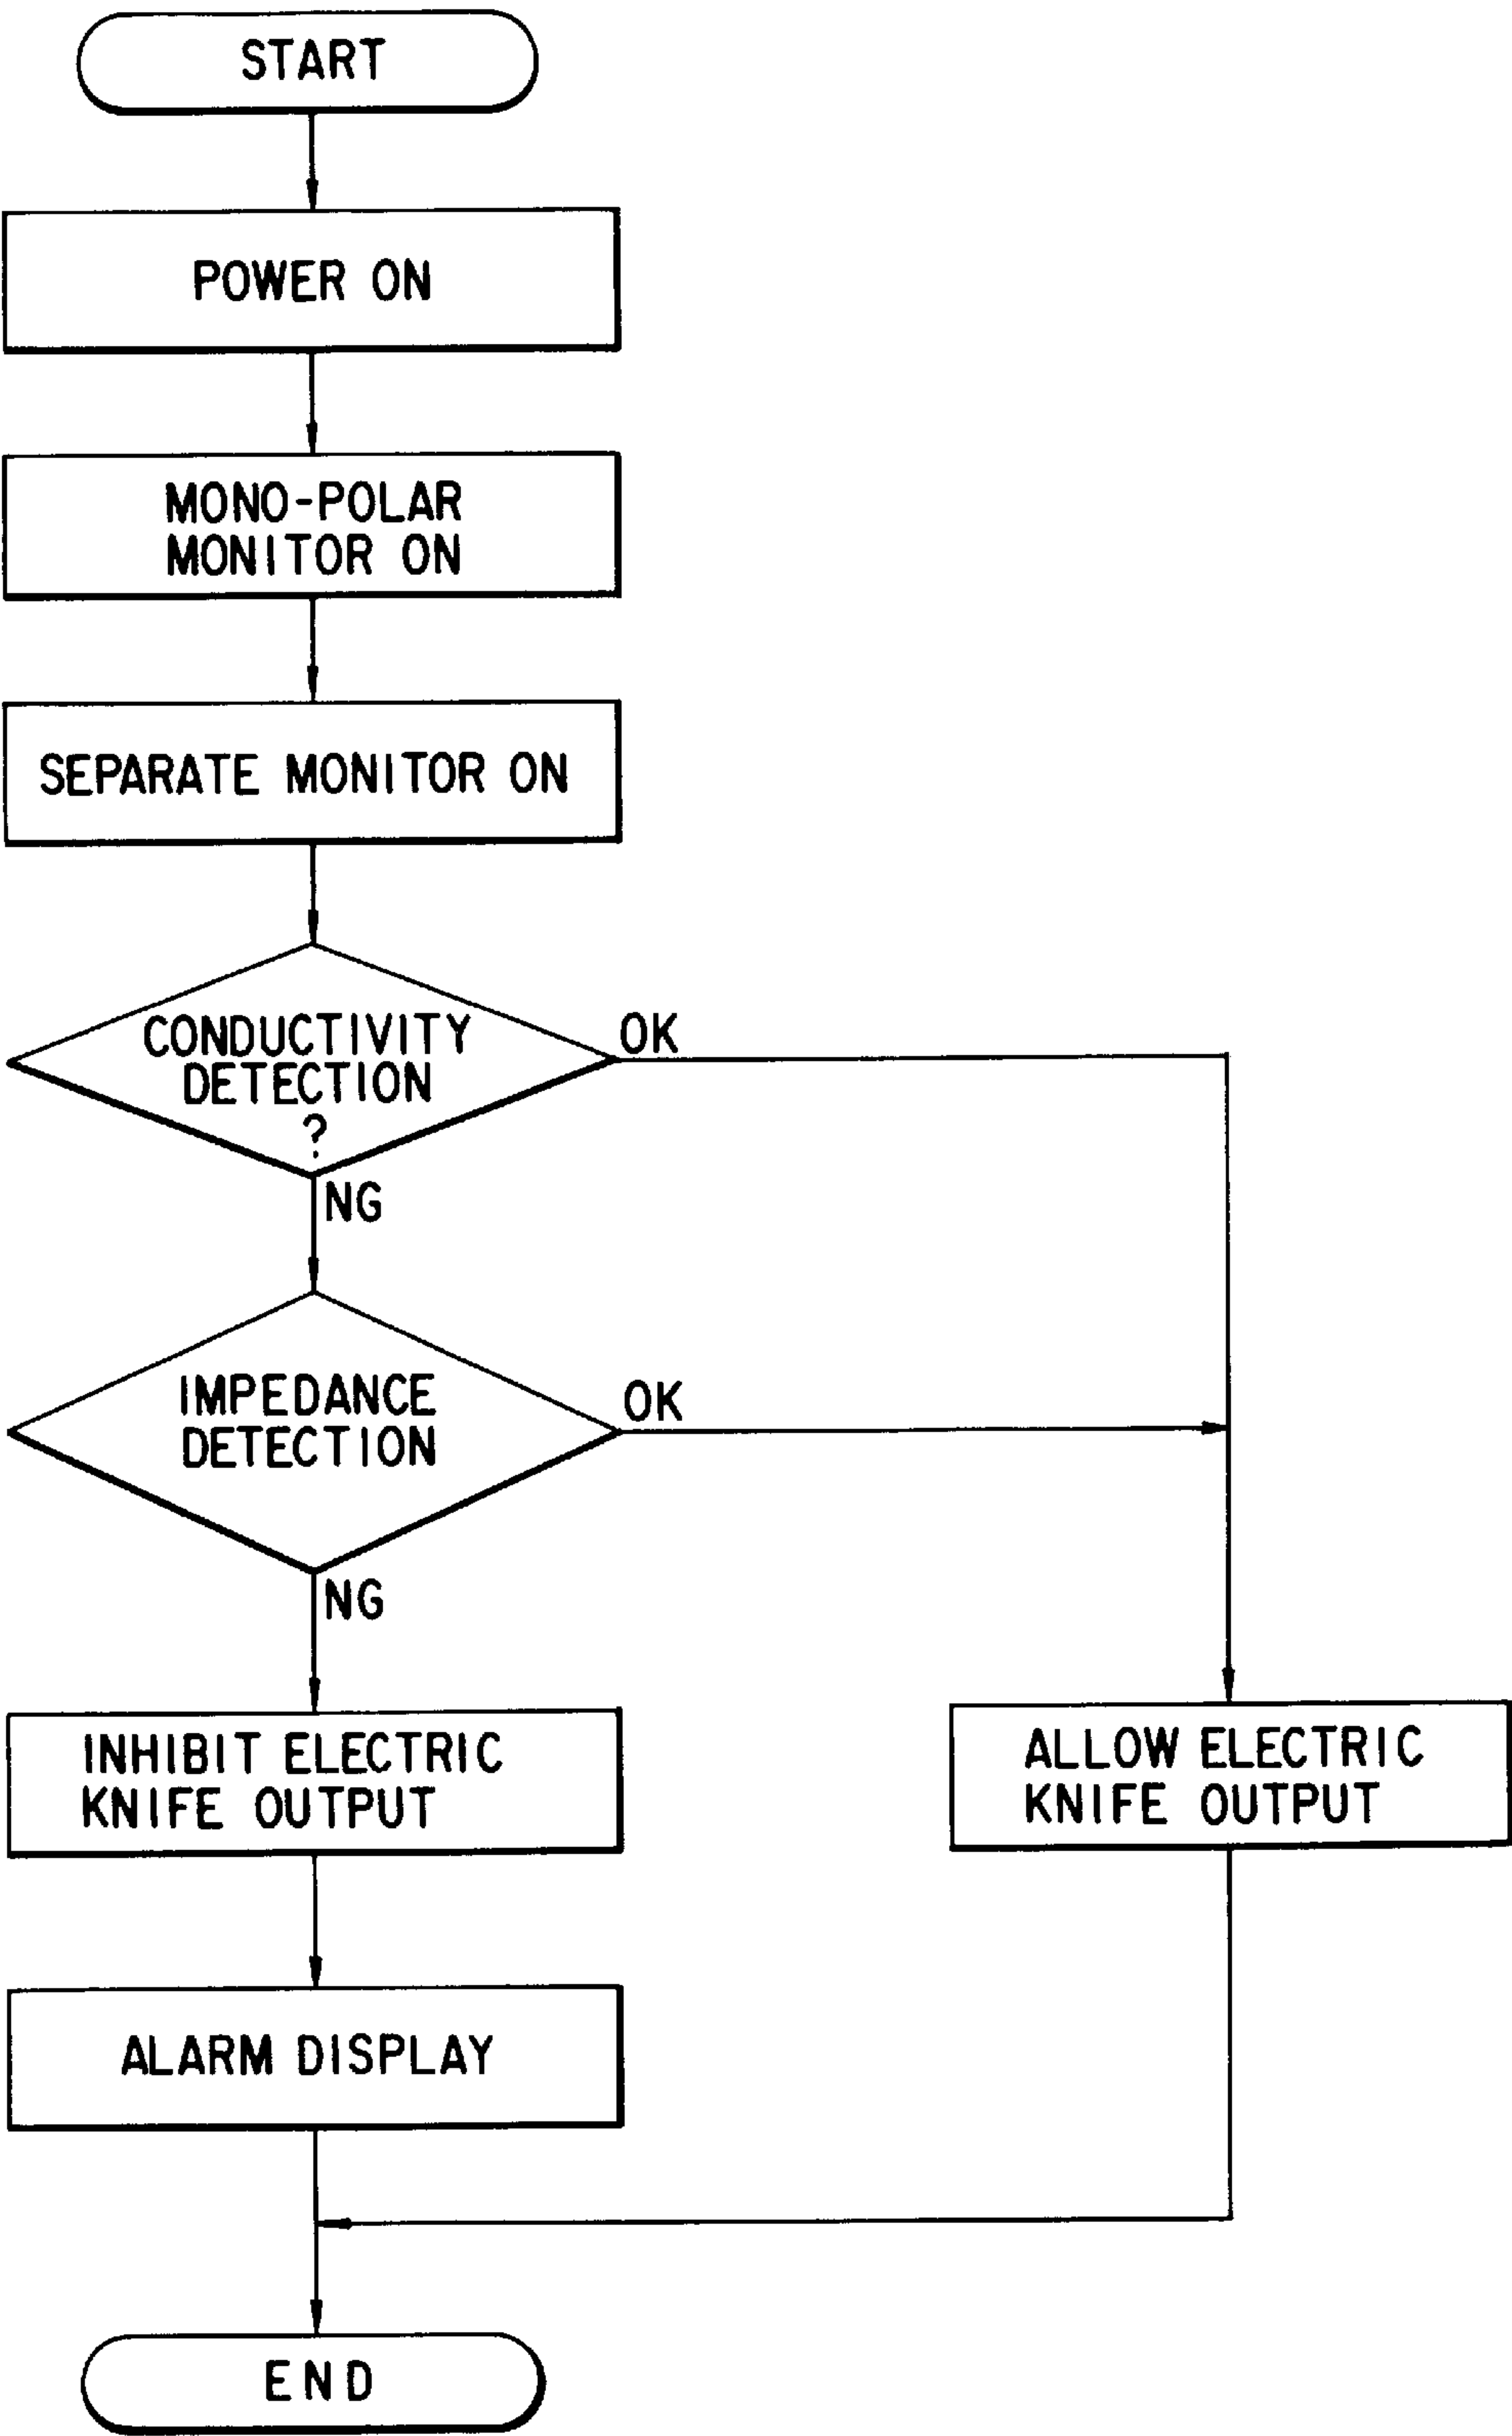 START
POWER ON
MONO-POLAR
MONITOR ON
SEPARATE MONITOR ON
CONDUCTIVITY
DETECTION
?
OK
NG
IMPEDANCE
DETECTION
OK
NG
INHIBIT ELECTRIC
KNIFE OUTPUT
ALLOW ELECTRIC
KNIFE OUTPUT
ALARM DISPLAY
END